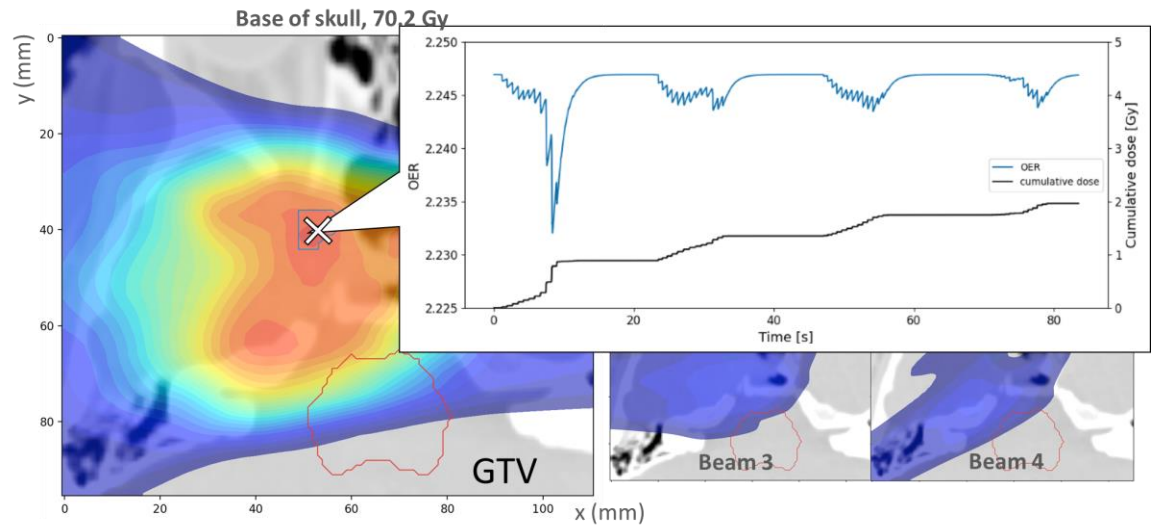 Base of skull, 70.2 Gy
y (mm)
0
20
40
60
80
0
20
40
60
80
100
x (mm)
GTV
2.250
2.245
2.240
2.235
2.230
2.225
OER
5
4
3
2
1
0
Cumulative dose [Gy]
OER
cumulative dose
0
20
40
60
80
Time [s]
Beam 3
Beam 4